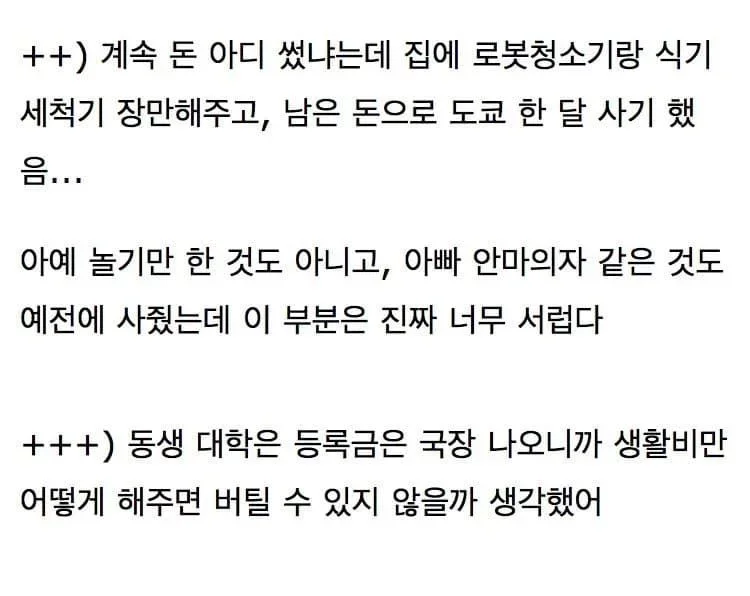 ++) 계속 돈 아디 썼냐는데 집에 로봇청소기랑 식기
세척기 장만해주고, 남은 돈으로 도쿄 한 달 사기 했
음...
아예 놀기만 한 것도 아니고, 아빠 안마의자 같은 것도
예전에 사줬는데 이 부분은 진짜 너무 서럽다
+++) 동생 대학은 등록금은 국장 나오니까 생활비만
어떻게 해주면 버틸 수 있지 않을까 생각했어